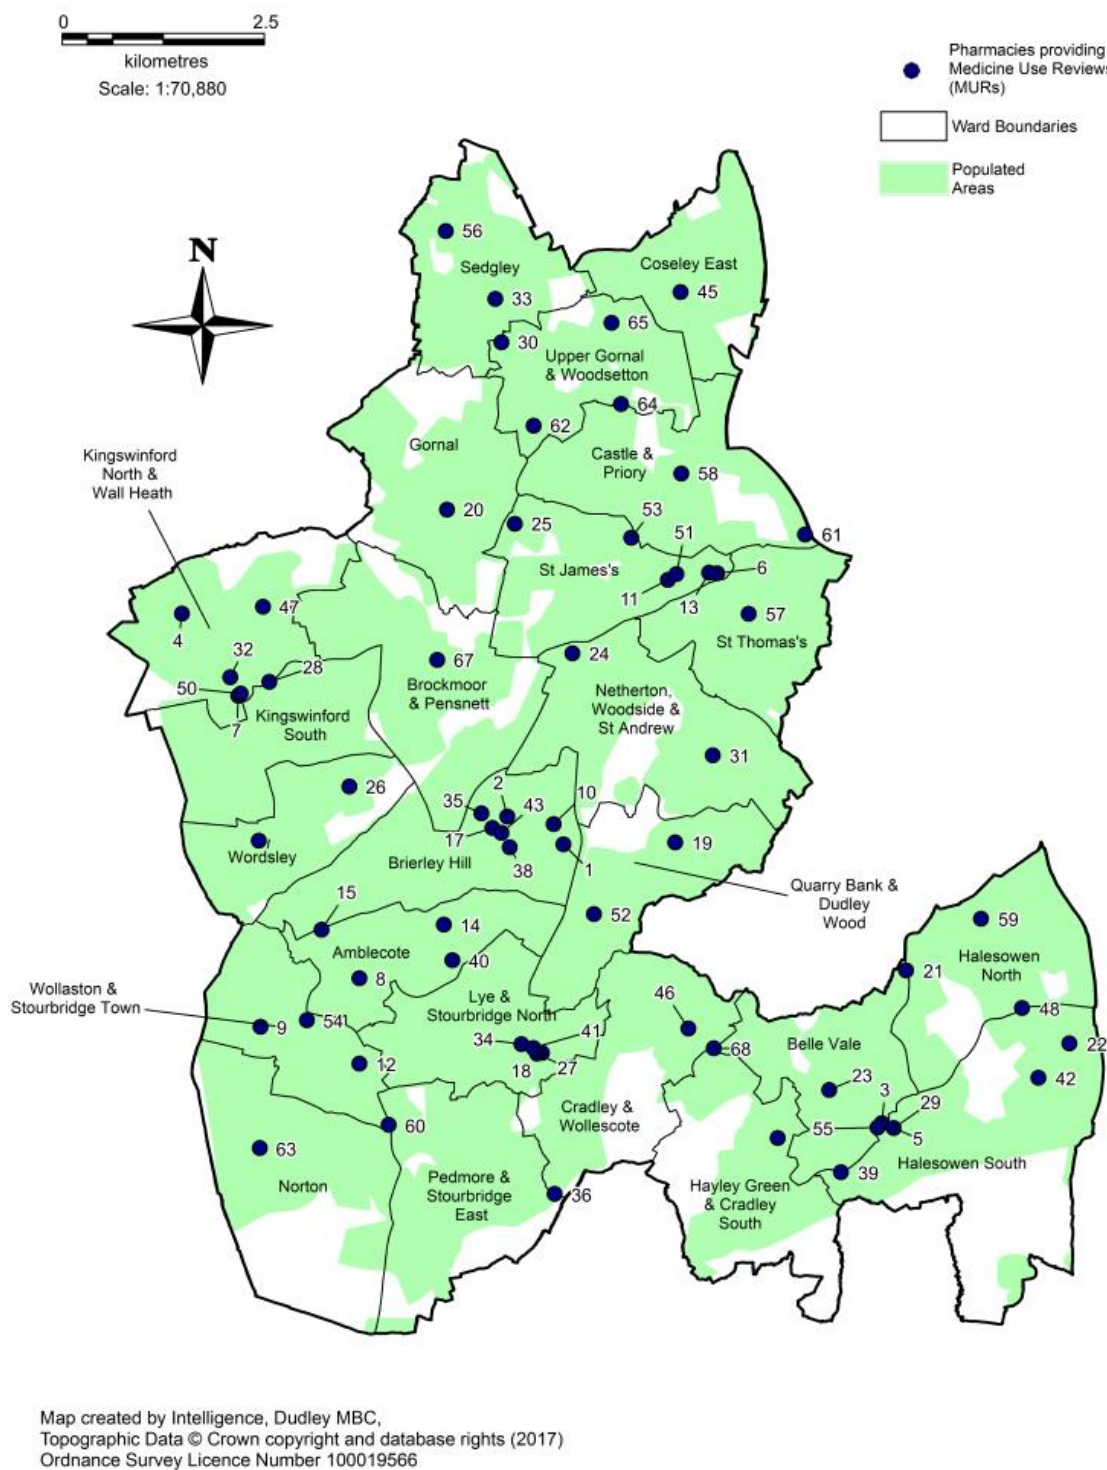 0
2.5
kilometres
Scale: 1:70,880
Pharmacies providing
Medicine Use Reviews
(MURs)
Ward Boundaries
Populated
Areas
N
56
Sedgley
Coseley East
33
45
65
30
Upper Gornal
& Woodsetton
64
62
Gornal
Castle &
Priory
Kingswinford
North &
Wall Heath
58
20
25
53
51
61
St James's
6
11
13
57
St Thomas's
47
4
32
28
24
67
Brockmoor
& Pensnett
Netherton,
Woodside &
St Andrew
50
7
Kingswinford
South
31
26
2
10
35
43
17
19
Wordsley
Brierley Hill
38
1
Quarry Bank &
Dudley
Wood
15
14
52
59
Amblecote
40
Halesowen
North
21
8
Wollaston &
Stourbridge Town
Lye &
Stourbridge North
46
48
9
54
41
34
Belle Vale
22
68
12
18
27
42
23
3
29
Cradley &
Wollescote
60
55
5
63
Halesowen South
39
Norton
Pedmore &
Stourbridge
East
36
Hayley Green
& Cradley
South
Map created by Intelligence, Dudley MBC,
Topographic Data © Crown copyright and database rights (2017)
Ordnance Survey Licence Number 100019566